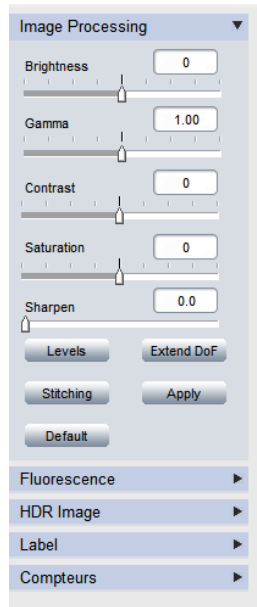 Image Processing
Brightness 0
Gamma 1.00
Contrast 0
Saturation 0
Sharpen 0.0
Levels Extend DoF
Stitching Apply
Default
Fluorescence
HDR Image
Label
Compteurs